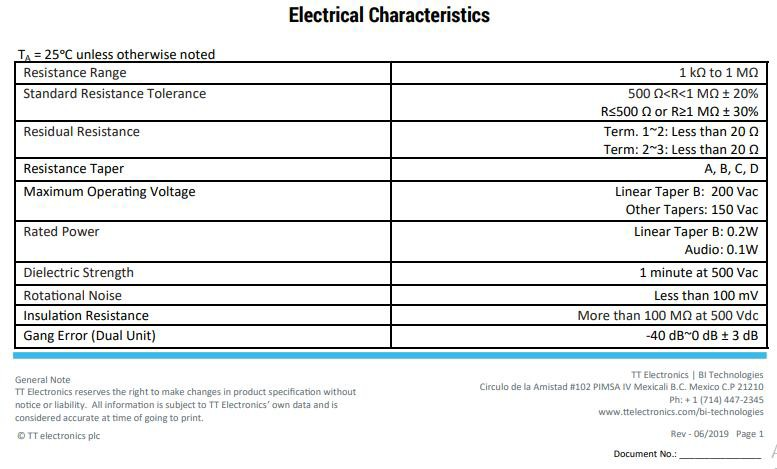 Electrical Characteristics
T_A = 25°C unless otherwise noted
Resistance Range 1 kΩ to 1 MΩ
Standard Resistance Tolerance 500 Ω<R<1 MΩ ± 20%
R≤500 Ω or R≥1 MΩ ± 30%
Residual Resistance Term. 1~2: Less than 20 Ω
Term: 2~3: Less than 20 Ω
Resistance Taper A, B, C, D
Maximum Operating Voltage Linear Taper B: 200 Vac
Other Tapers: 150 Vac
Rated Power Linear Taper B: 0.2W
Audio: 0.1W
Dielectric Strength 1 minute at 500 Vac
Rotational Noise Less than 100 mV
Insulation Resistance More than 100 MΩ at 500 Vdc
Gang Error (Dual Unit) -40 dB~0 dB ± 3 dB
General Note
TT Electronics reserves the right to make changes in product specification without
notice or liability. All information is subject to TT Electronics' own data and is
considered accurate at time of going to print.
© TT electronics plc
TT Electronics | BI Technologies
Circulo de la Amistad #102 PIMSA IV Mexicali B.C. Mexico C.P 21210
Ph: + 1 (714) 447-2345
www.ttelectronics.com/bi-technologies
Rev - 06/2019 Page 1
Document No.: _______________